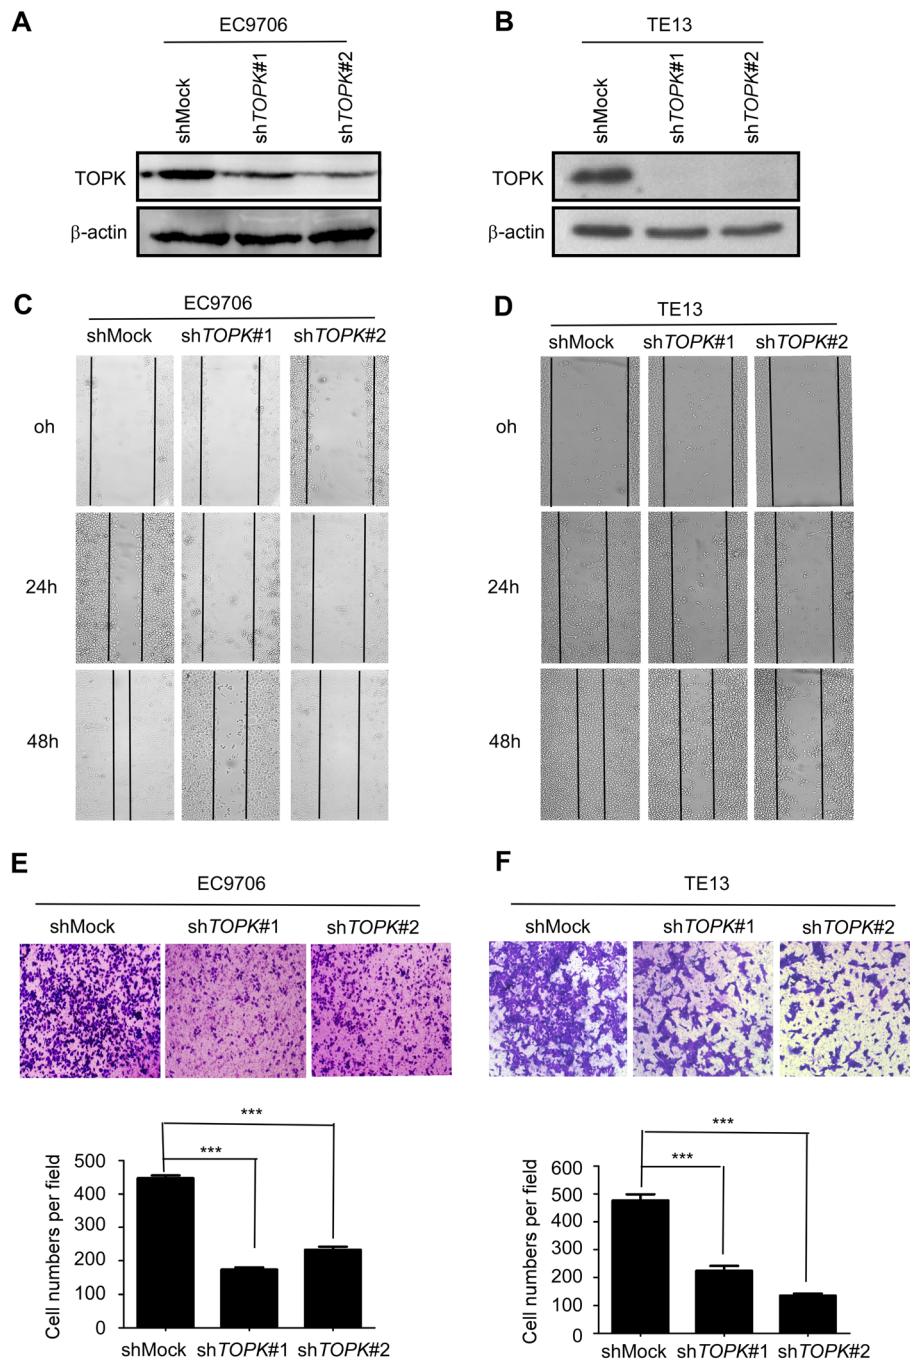 A
EC9706
shMock
shTOPK#1
shTOPK#2
TOPK
β-actin
B
TE13
shMock
shTOPK#1
shTOPK#2
TOPK
β-actin
C
EC9706
shMock shTOPK#1 shTOPK#2
oh
24h
48h
D
TE13
shMock shTOPK#1 shTOPK#2
oh
24h
48h
E
EC9706
shMock shTOPK#1 shTOPK#2
***
***
Cell numbers per field
500
400
300
200
100
0
shMock shTOPK#1 shTOPK#2
F
TE13
shMock shTOPK#1 shTOPK#2
***
***
Cell numbers per field
600
500
400
300
200
100
0
shMock shTOPK#1 shTOPK#2